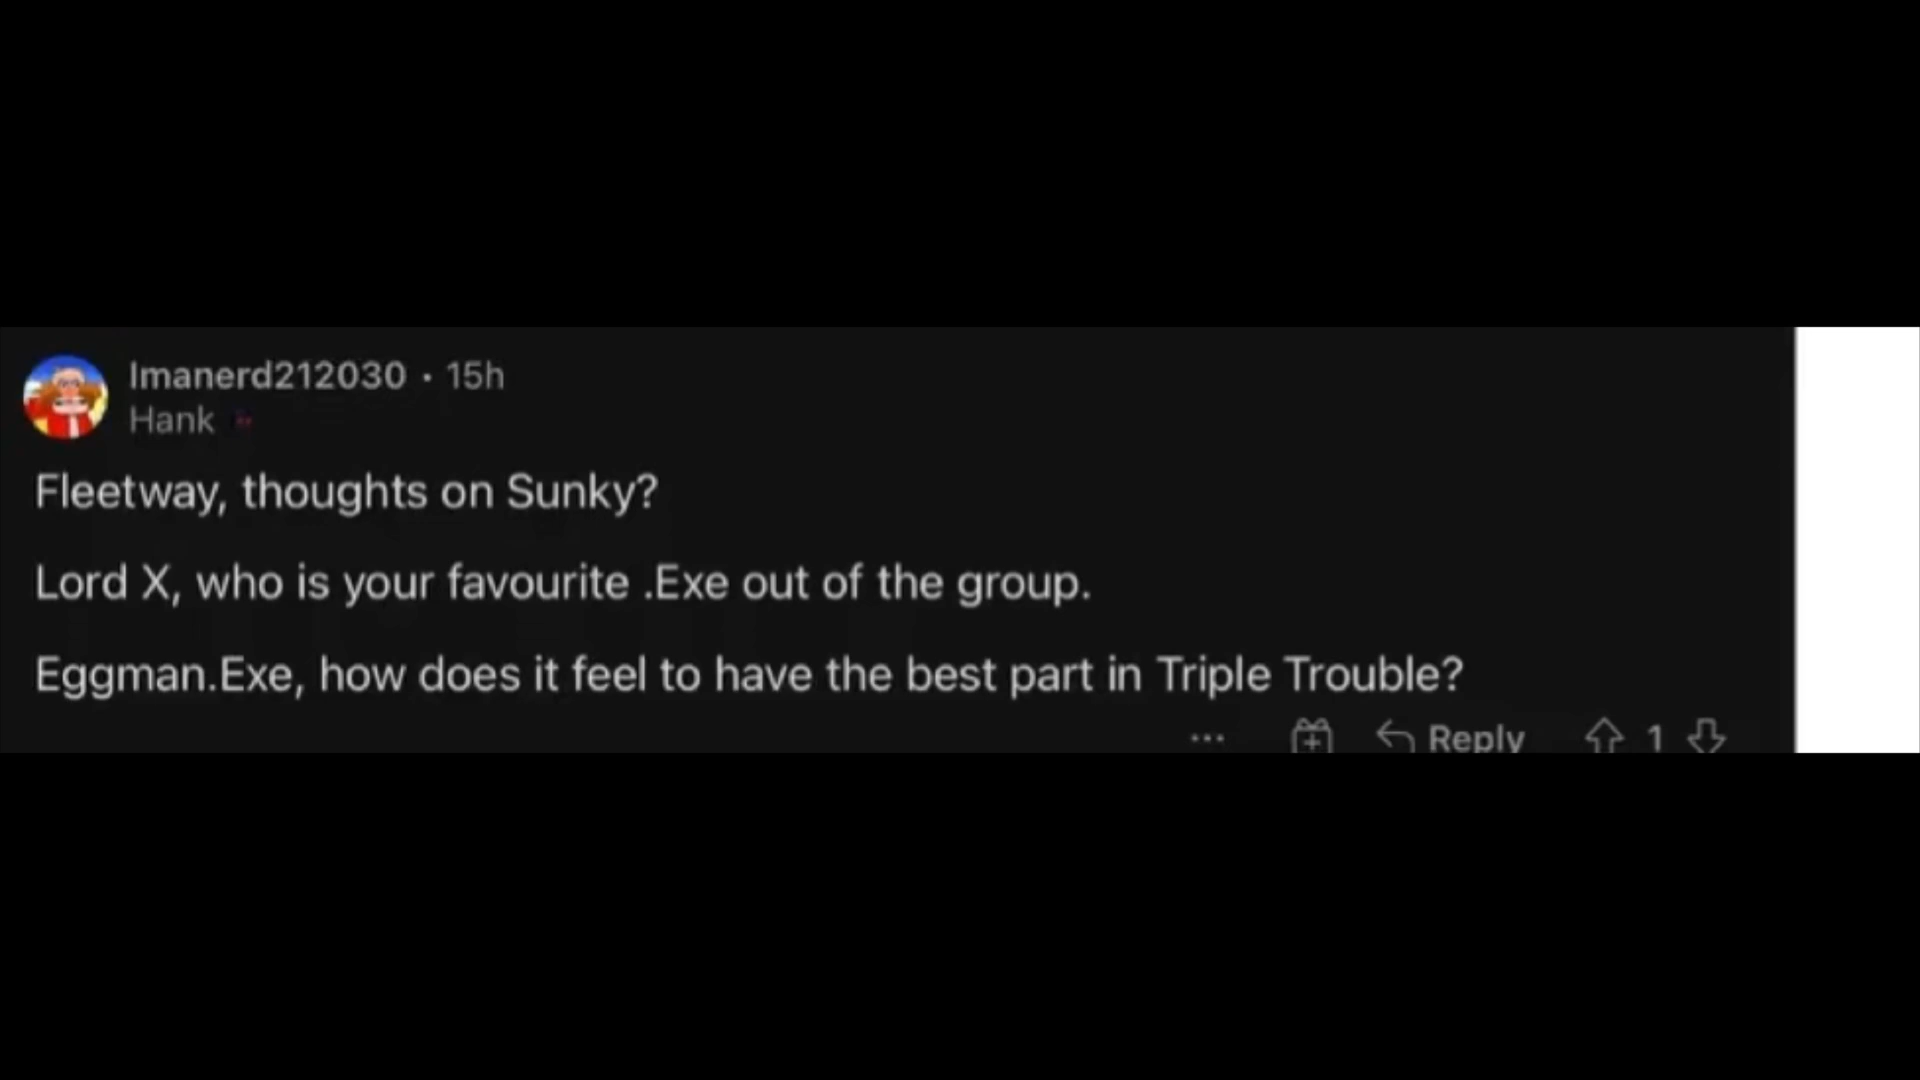 Imanerd212030 • 15h
Hank
Fleetway, thoughts on Sunky?
Lord X, who is your favourite .Exe out of the group.
Eggman.Exe, how does it feel to have the best part in Triple Trouble?
... Reply 1